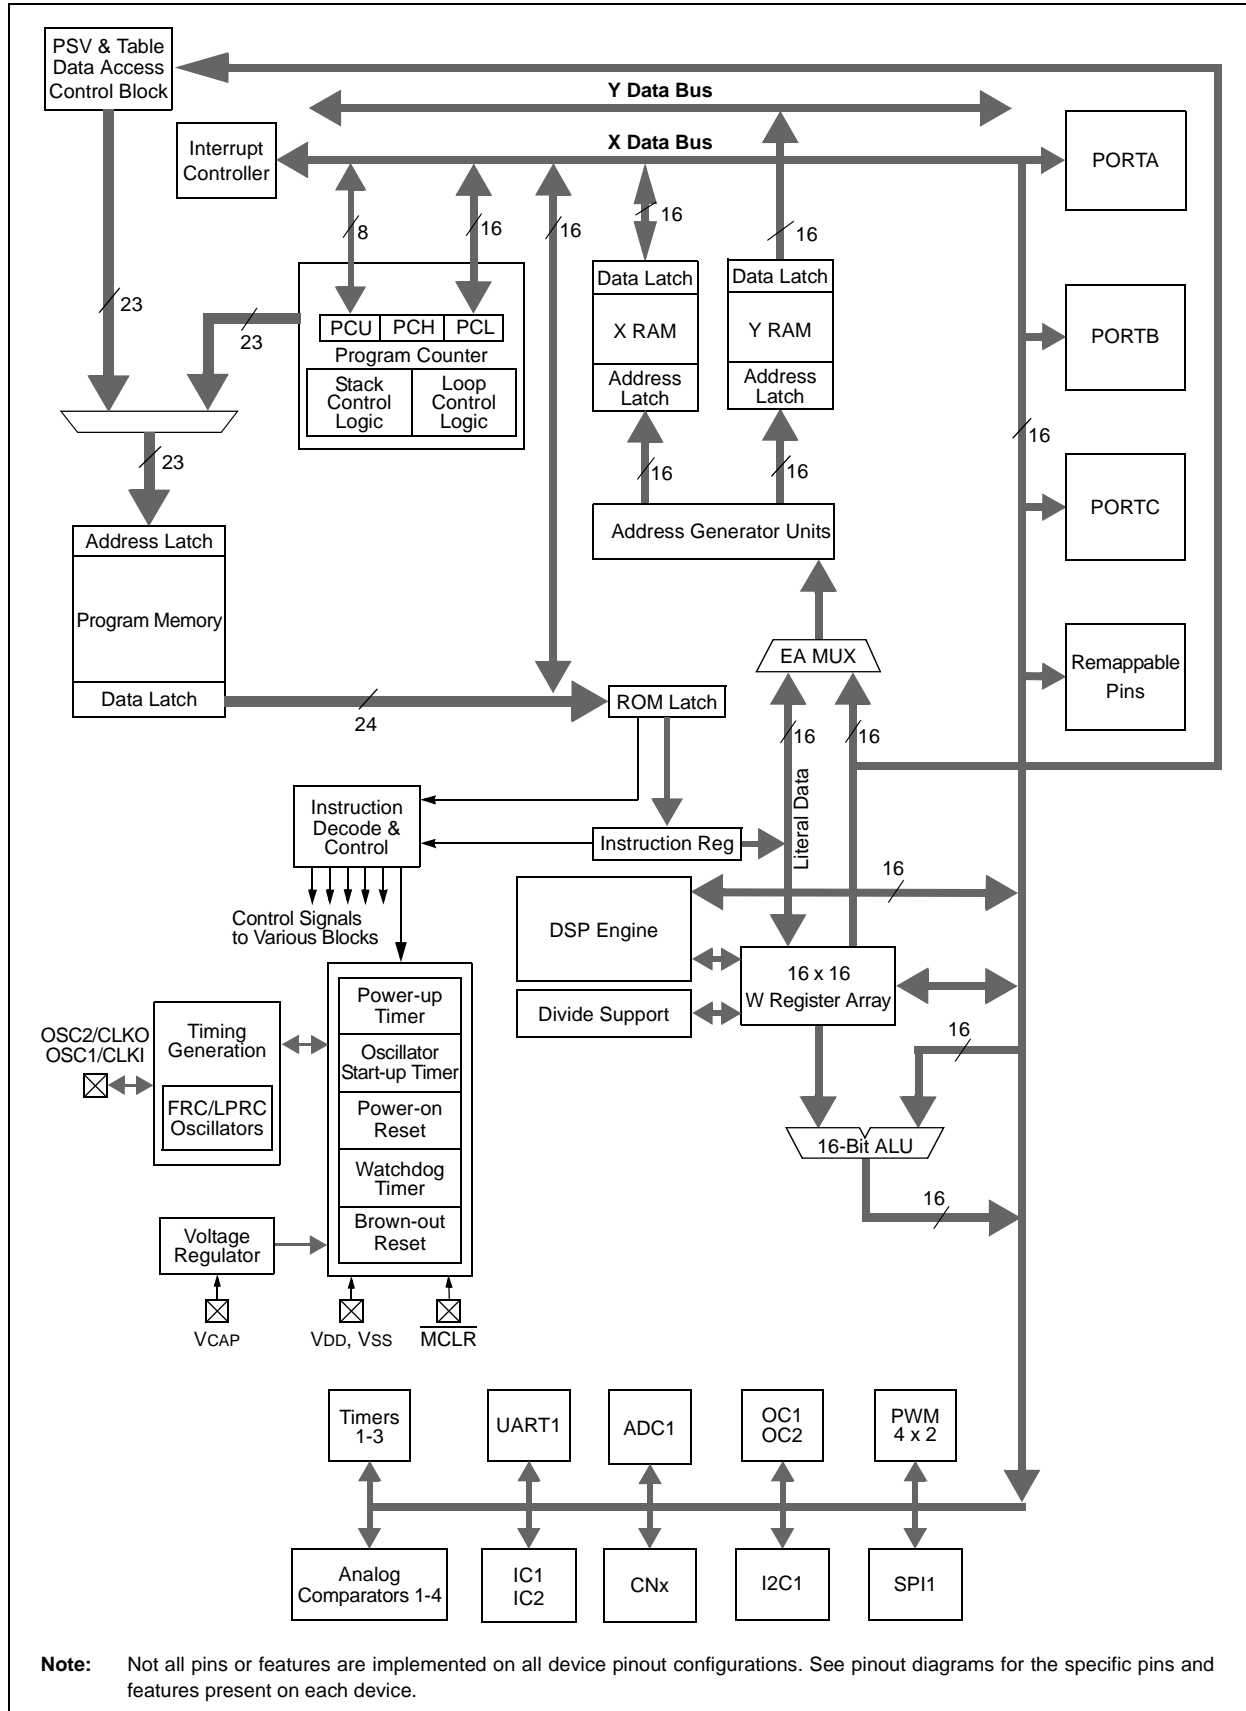 PSV & Table
Data Access
Control Block
Y Data Bus
X Data Bus
Interrupt
Controller
PORTA
8
16
16
16
16
23
23
PCU
PCH
PCL
Program Counter
Stack
Control
Logic
Loop
Control
Logic
Data Latch
X RAM
Address
Latch
Data Latch
Y RAM
Address
Latch
PORTB
16
23
16
16
PORTC
Address Generator Units
Address Latch
Program Memory
Data Latch
24
EA MUX
Remappable
Pins
ROM Latch
16
16
Literal Data
Instruction
Decode &
Control
Instruction Reg
Control Signals
to Various Blocks
16
DSP Engine
16 x 16
W Register Array
Divide Support
OSC2/CLKO
OSC1/CLKI
Timing
Generation
FRC/LPRC
Oscillators
Power-up
Timer
Oscillator
Start-up Timer
Power-on
Reset
Watchdog
Timer
Brown-out
Reset
16
16-Bit ALU
16
Voltage
Regulator
VCAP
VDD, VSS
MCLR
Timers
1-3
UART1
ADC1
OC1
OC2
PWM
4 x 2
Analog
Comparators 1-4
IC1
IC2
CNx
I2C1
SPI1
Note: Not all pins or features are implemented on all device pinout configurations. See pinout diagrams for the specific pins and
features present on each device.